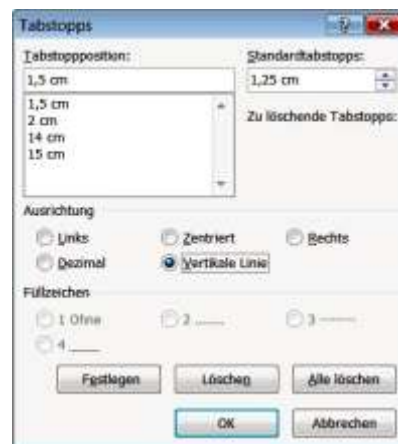 Tabstopps
Tabstoppposition:
Standardtabstopps:
1,5 cm
1,25 cm
1,5 cm
2 cm
14 cm
15 cm
Zu löschende Tabstopps:
Ausrichtung
Links
Zentriert
Rechts
Dezimal
Vertikale Linie
Füllzeichen
1 Ohne
2 ......
3 -------
4 ____
Festlegen
Löschen
Alle löschen
OK
Abbrechen